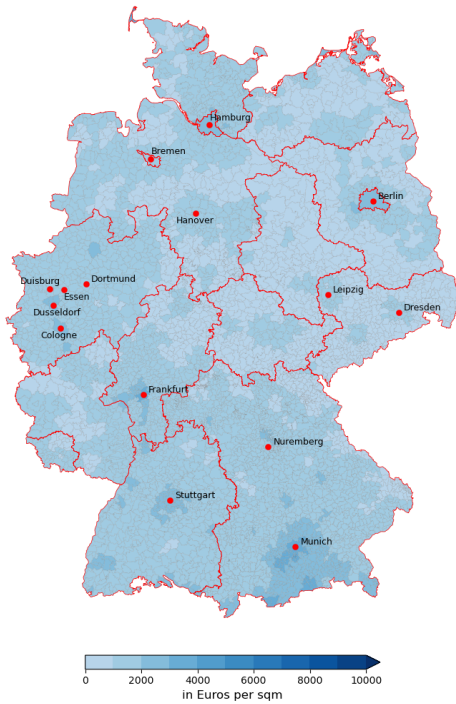 Hamburg
Bremen
Berlin
Hanover
Duisburg
Dortmund
Essen
Leipzig
Dusseldorf
Dresden
Cologne
Frankfurt
Nuremberg
Stuttgart
Munich
0 2000 4000 6000 8000 10000
in Euros per sqm